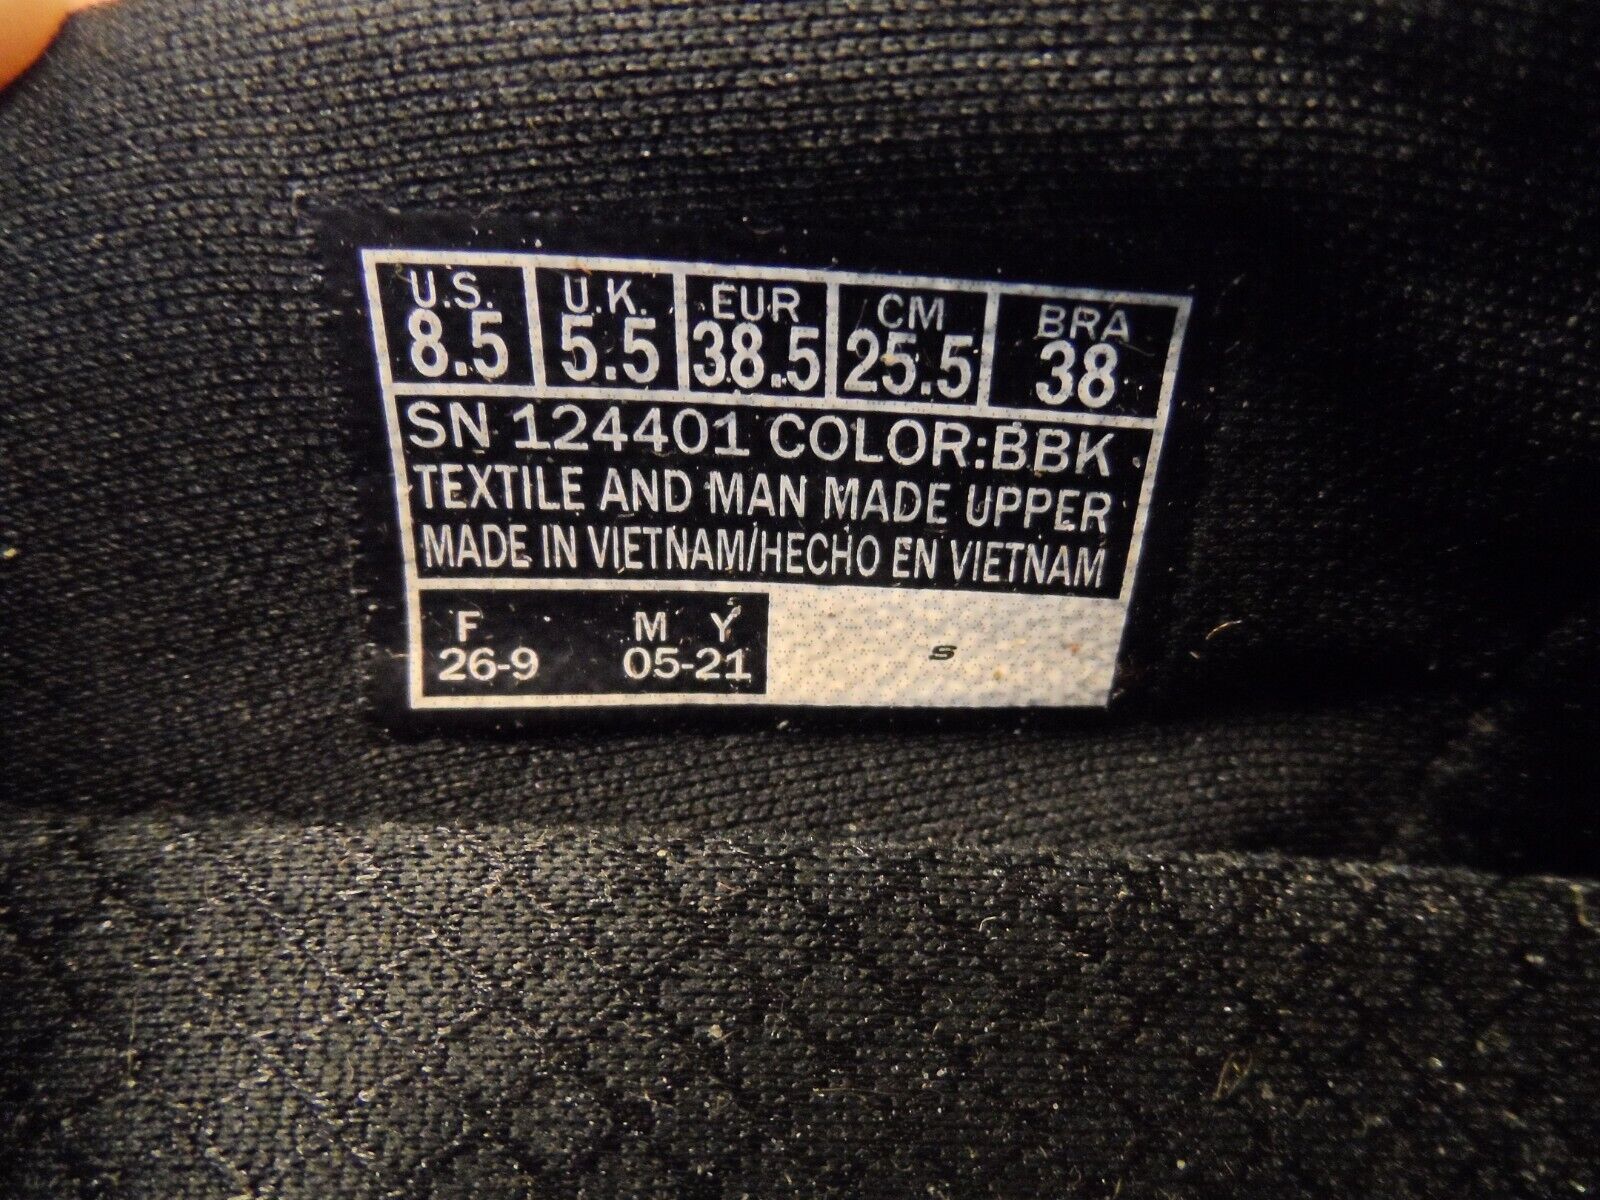 U.S. U.K. EUR CM BRA
8.5 5.5 38.5 25.5 38
SN 124401 COLOR:BBK
TEXTILE AND MAN MADE UPPER
MADE IN VIETNAM/HECHO EN VIETNAM
F M Y
26-9 05-21 S